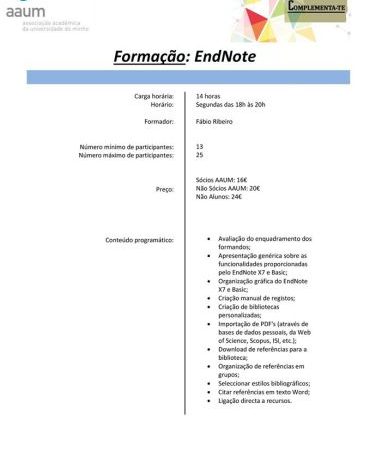 aaum
associação académica
da universidade do minho
COMPLEMENTA-TE
Formação: EndNote
Carga horária: 14 horas
Horário: Segundas das 18h às 20h
Formador: Fábio Ribeiro
Número mínimo de participantes: 13
Número máximo de participantes: 25
Sócios AAUM: 16€
Preço: Não Sócios AAUM: 20€
Não Alunos: 24€
Conteúdo programático:
• Avaliação do enquadramento dos
formandos;
• Apresentação genérica sobre as
funcionalidades proporcionadas
pelo EndNote X7 e Basic;
• Organização gráfica do EndNote
X7 e Basic;
• Criação manual de registos;
• Criação de bibliotecas
personalizadas;
• Importação de PDF's (através de
bases de dados pessoais, da Web
of Science, Scopus, ISI, etc.);
• Download de referências para a
biblioteca;
• Organização de referências em
grupos;
• Seleccionar estilos bibliográficos;
• Citar referências em texto Word;
• Ligação directa a recursos.